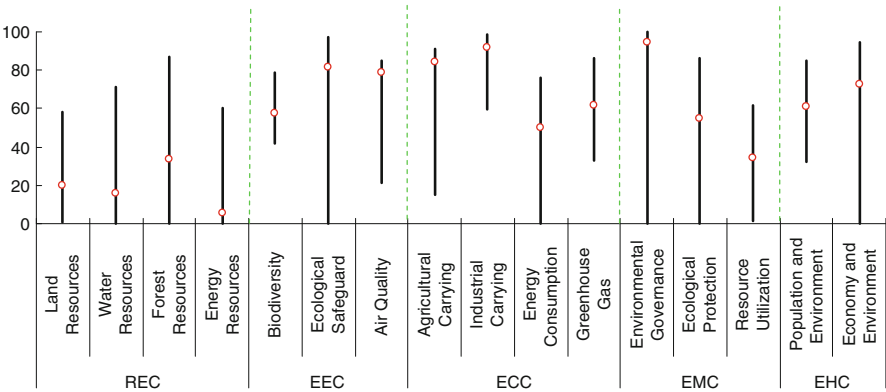 100
80
60
40
20
0
Land
Resources
Water
Resources
Forest
Resources
Energy
Resources
Biodiversity
Ecological
Safeguard
Air Quality
Agricultural
Carrying
Industrial
Carrying
Energy
Consumption
Greenhouse
Gas
Environmental
Governance
Ecological
Protection
Resource
Utilization
Population and
Environment
Economy and
Environment
REC
EEC
ECC
EMC
EHC